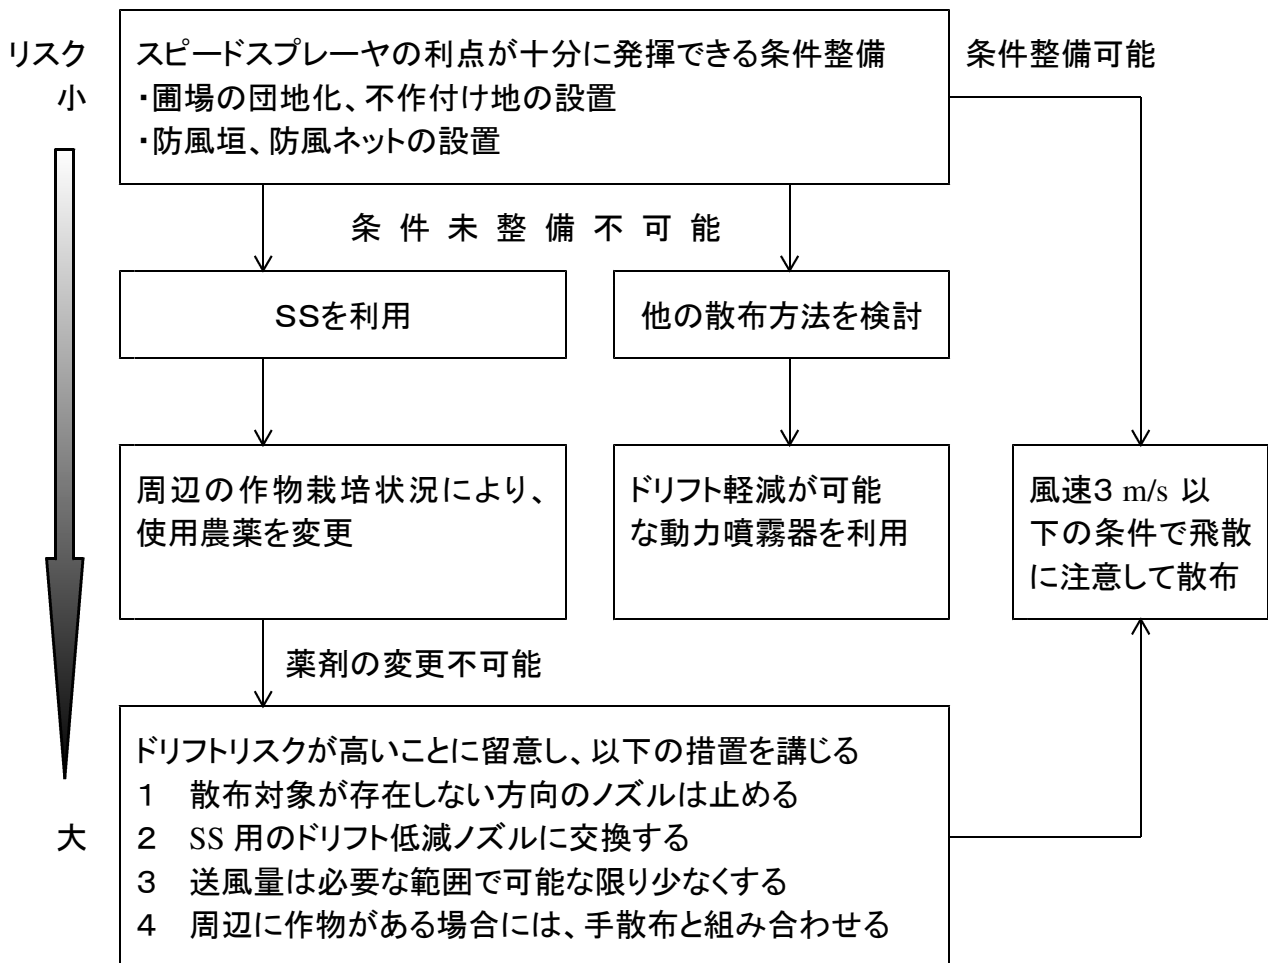 リスク
小
スピードスプレーヤの利点が十分に発揮できる条件整備
・圃場の団地化、不作付け地の設置
・防風垣、防風ネットの設置
条件整備可能
条件未整備不可能
SSを利用
他の散布方法を検討
周辺の作物栽培状況により、
使用農薬を変更
ドリフト軽減が可能
な動力噴霧器を利用
風速3 m/s 以
下の条件で飛散
に注意して散布
薬剤の変更不可能
大
ドリフトリスクが高いことに留意し、以下の措置を講じる
1 散布対象が存在しない方向のノズルは止める
2 SS 用のドリフト低減ノズルに交換する
3 送風量は必要な範囲で可能な限り少なくする
4 周辺に作物がある場合には、手散布と組み合わせる